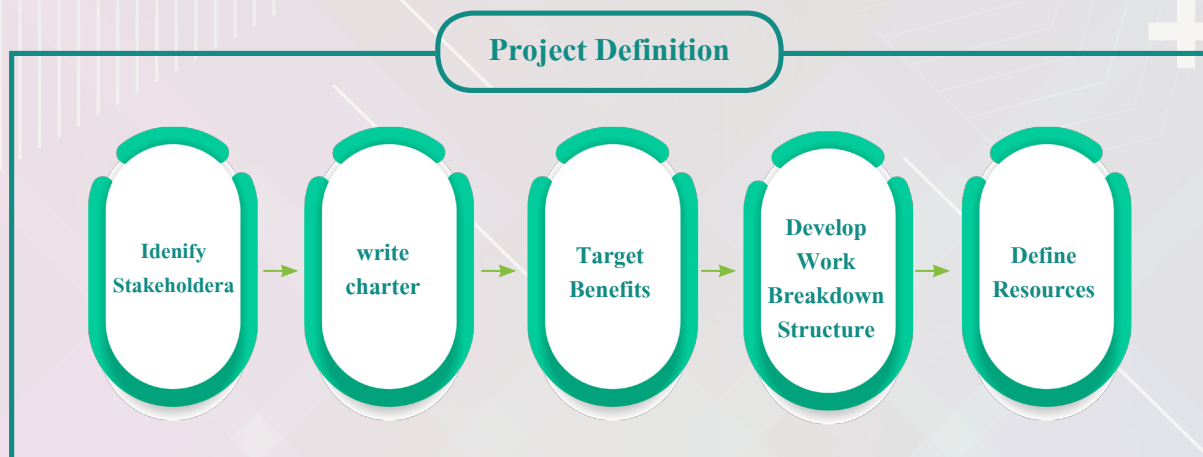 Project Definition
Idenify
Stakeholdera
write
charter
Target
Benefits
Develop
Work
Breakdown
Structure
Define
Resources